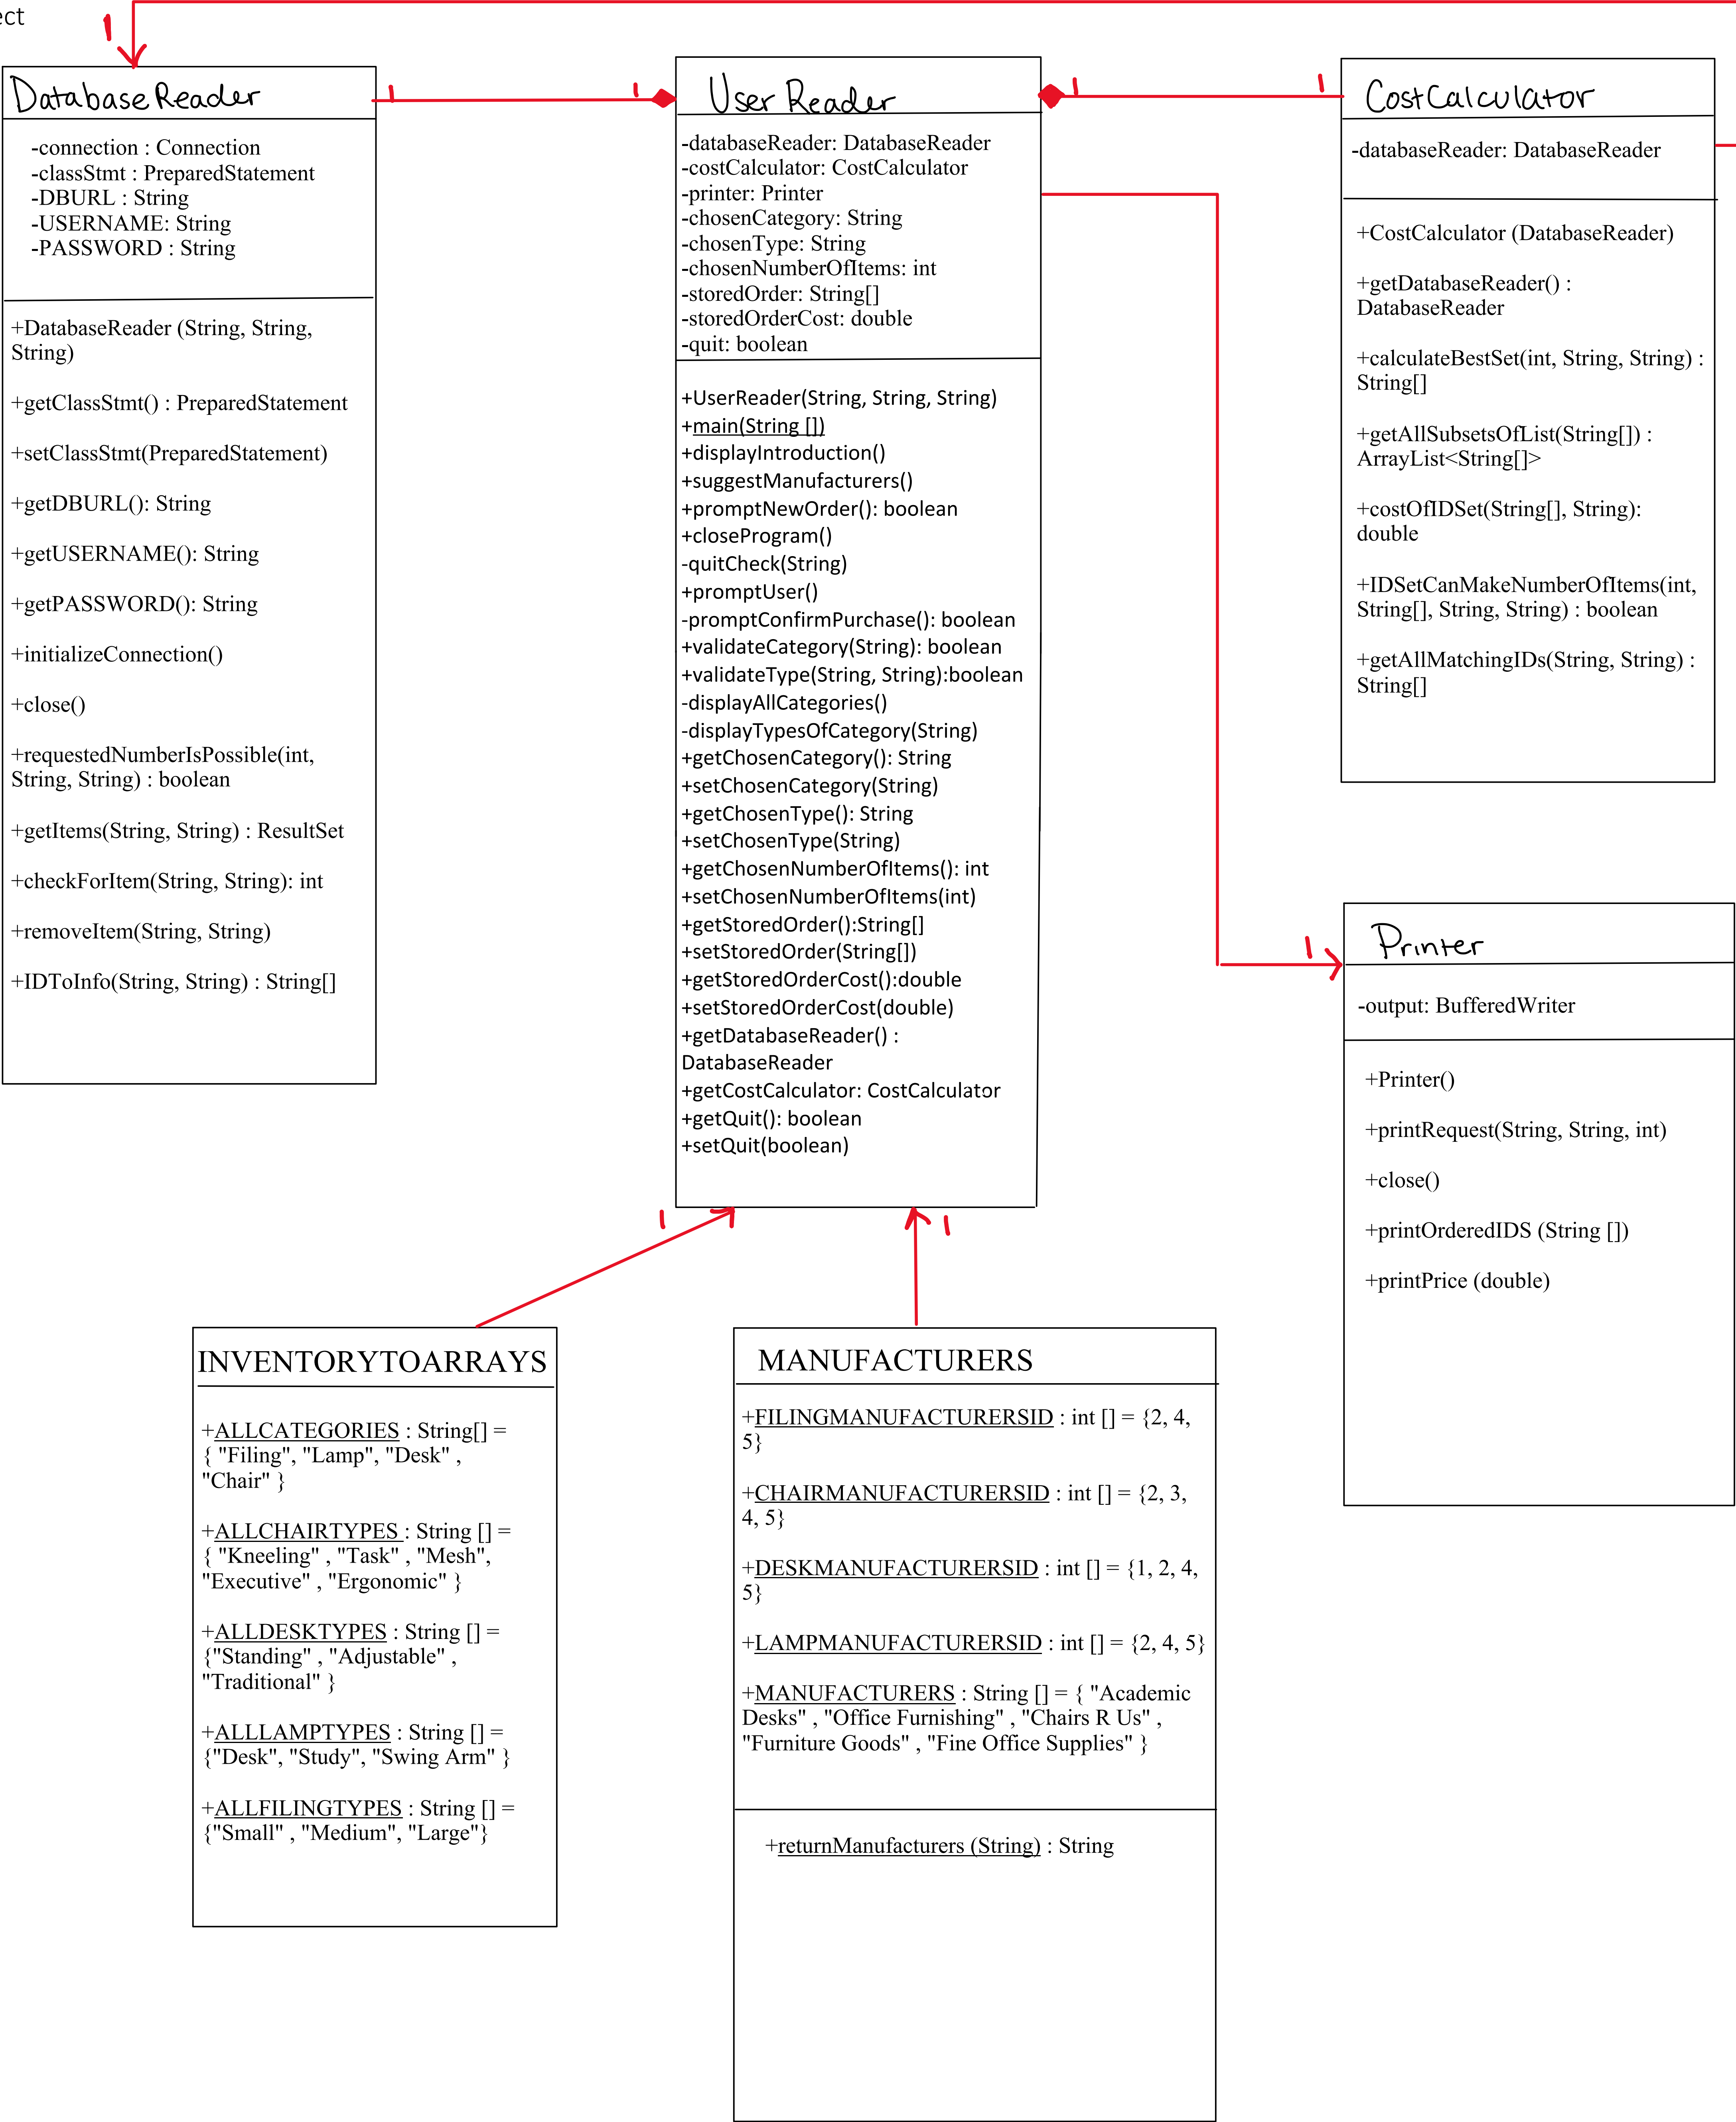 ect
1
DatabaseReader
-connection : Connection
-classStmt : PreparedStatement
-DBURL : String
-USERNAME: String
-PASSWORD : String
+DatabaseReader (String, String,
String)
+getClassStmt() : PreparedStatement
+setClassStmt(PreparedStatement)
+getDBURL(): String
+getUSERNAME(): String
+getPASSWORD(): String
+initializeConnection()
+close()
+requestedNumberIsPossible(int,
String, String) : boolean
+getItems(String, String) : ResultSet
+checkForItem(String, String): int
+removeItem(String, String)
+IDToInfo(String, String) : String[]
1
1
User Reader
-databaseReader: DatabaseReader
-costCalculator: CostCalculator
-printer: Printer
-chosenCategory: String
-chosenType: String
-chosenNumberOfItems: int
-storedOrder: String[]
-storedOrderCost: double
-quit: boolean
+UserReader(String, String, String)
+main(String [])
+displayIntroduction()
+suggestManufacturers()
+promptNewOrder(): boolean
+closeProgram()
-quitCheck(String)
+promptUser()
-promptConfirmPurchase(): boolean
+validateCategory(String): boolean
+validateType(String, String):boolean
-displayAllCategories()
-displayTypesOfCategory(String)
+getChosenCategory(): String
+setChosenCategory(String)
+getChosenType(): String
+setChosenType(String)
+getChosenNumberOfItems(): int
+setChosenNumberOfItems(int)
+getStoredOrder():String[]
+setStoredOrder(String[])
+getStoredOrderCost():double
+setStoredOrderCost(double)
+getDatabaseReader() :
DatabaseReader
+getCostCalculator: CostCalculator
+getQuit(): boolean
+setQuit(boolean)
1
1
CostCalculator
-databaseReader: DatabaseReader
+CostCalculator (DatabaseReader)
+getDatabaseReader() :
DatabaseReader
+calculateBestSet(int, String, String) :
String[]
+getAllSubsetsOfList(String[]) :
ArrayList<String[]>
+costOfIDSet(String[], String):
double
+IDSetCanMakeNumberOfItems(int,
String[], String, String) : boolean
+getAllMatchingIDs(String, String) :
String[]
1
Printer
-output: BufferedWriter
+Printer()
+printRequest(String, String, int)
+close()
+printOrderedIDS (String [])
+printPrice (double)
1
1
INVENTORYTOARRAYS
+ALLCATEGORIES : String[] =
{ "Filing", "Lamp", "Desk" ,
"Chair" }
+ALLCHAIRTYPES : String [] =
{ "Kneeling" , "Task" , "Mesh",
"Executive" , "Ergonomic" }
+ALLDESKTYPES : String [] =
{"Standing" , "Adjustable" ,
"Traditional" }
+ALLLAMPTYPES : String [] =
{"Desk", "Study", "Swing Arm" }
+ALLFILINGTYPES : String [] =
{"Small" , "Medium", "Large"}
MANUFACTURERS
+FILINGMANUFACTURERSID : int [] = {2, 4,
5}
+CHAIRMANUFACTURERSID : int [] = {2, 3,
4, 5}
+DESKMANUFACTURERSID : int [] = {1, 2, 4,
5}
+LAMPMANUFACTURERSID : int [] = {2, 4, 5}
+MANUFACTURERS : String [] = { "Academic
Desks" , "Office Furnishing" , "Chairs R Us" ,
"Furniture Goods" , "Fine Office Supplies" }
+returnManufacturers (String) : String